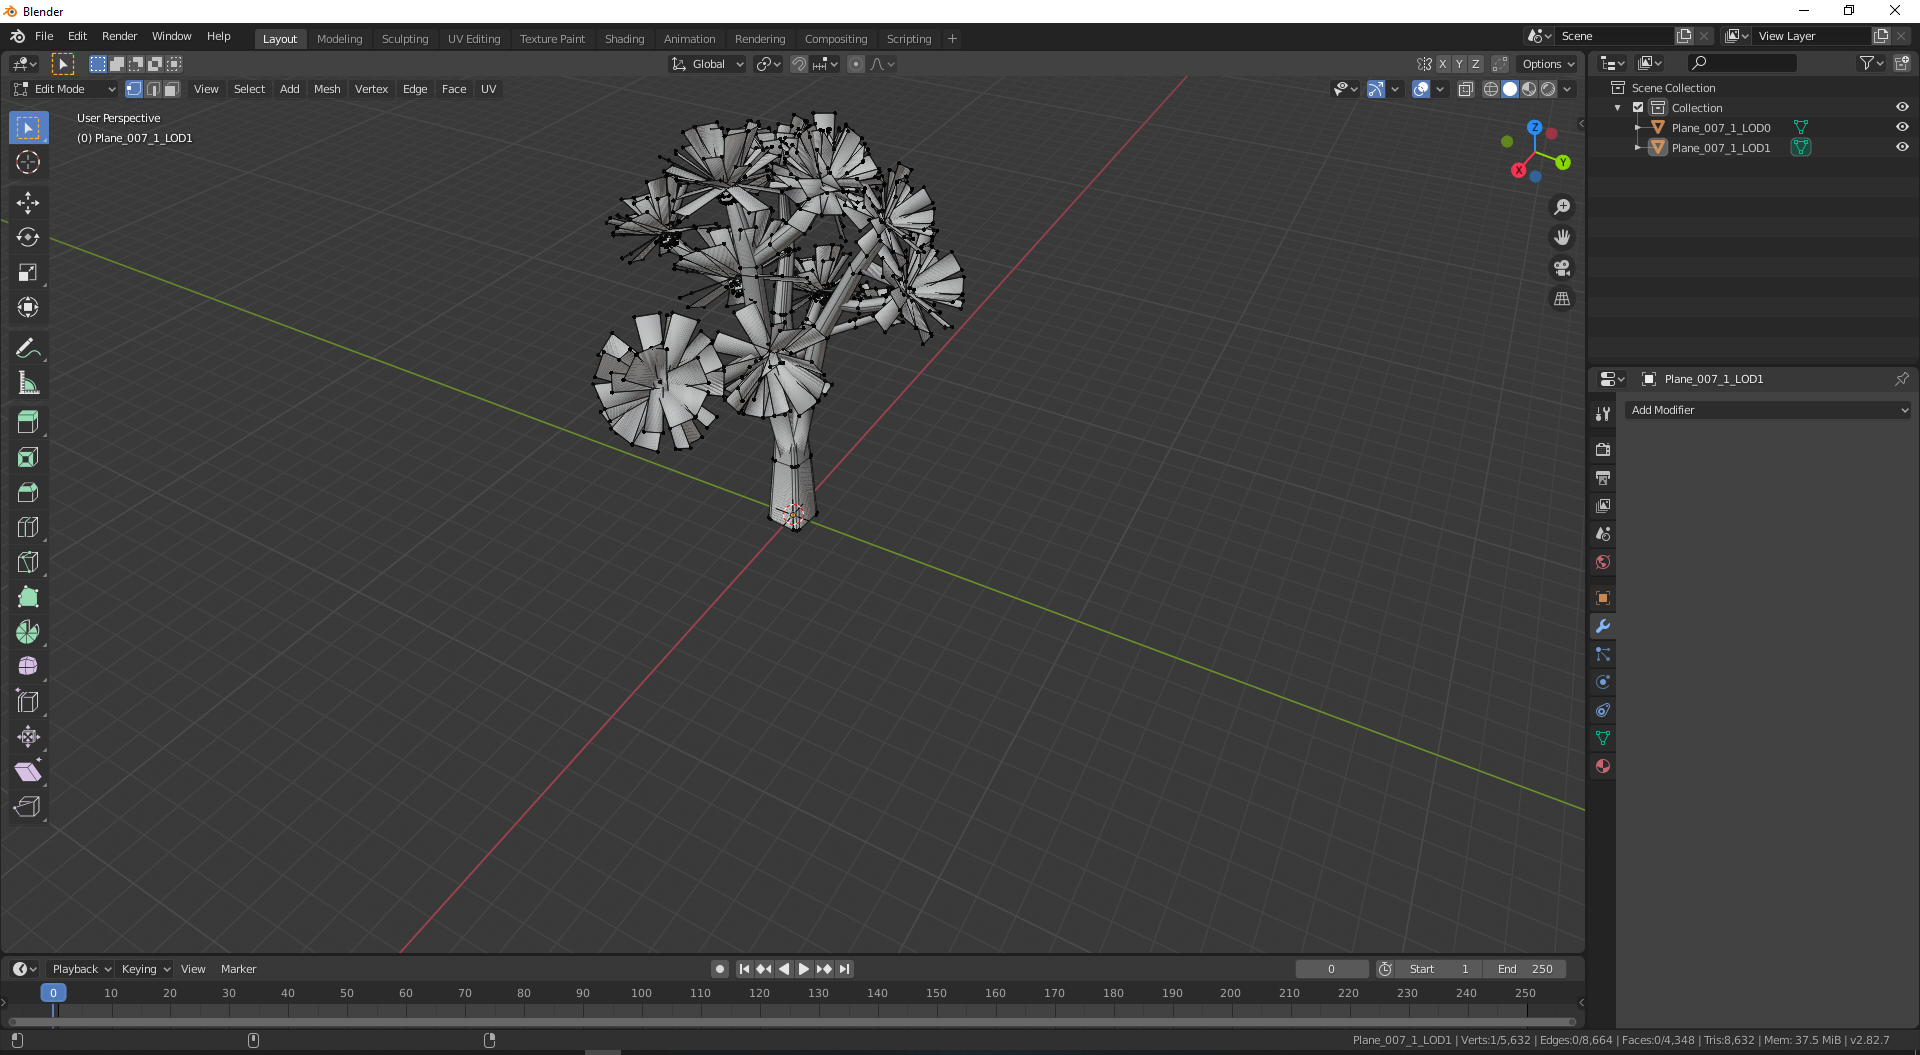 Blender
File Edit Render Window Help Layout Modeling Sculpting UV Editing Texture Paint Shading Animation Rendering Compositing Scripting + Scene View Layer
Global X Y Z Options
Edit Mode View Select Add Mesh Vertex Edge Face UV
User Perspective
(0) Plane_007_1_LOD1
Z
Y
X
Scene Collection
Collection
Plane_007_1_LOD0
Plane_007_1_LOD1
Plane_007_1_LOD1
Add Modifier
Playback Keying View Marker 0 Start 1 End 250
0 10 20 30 40 50 60 70 80 90 100 110 120 130 140 150 160 170 180 190 200 210 220 230 240 250
Plane_007_1_LOD1 | Verts:1/5,632 | Edges:0/8,664 | Faces:0/4,348 | Tris:8,632 | Mem: 37.5 MiB | v2.82.7